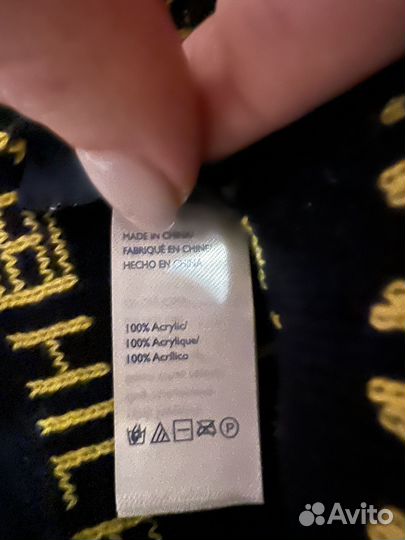 MADE IN CHINA/
FABRIQUÉ EN CHINE/
HECHO EN CHINA
100% Acrylic/
100% Acrylique/
100% Acrílico
P
Avito